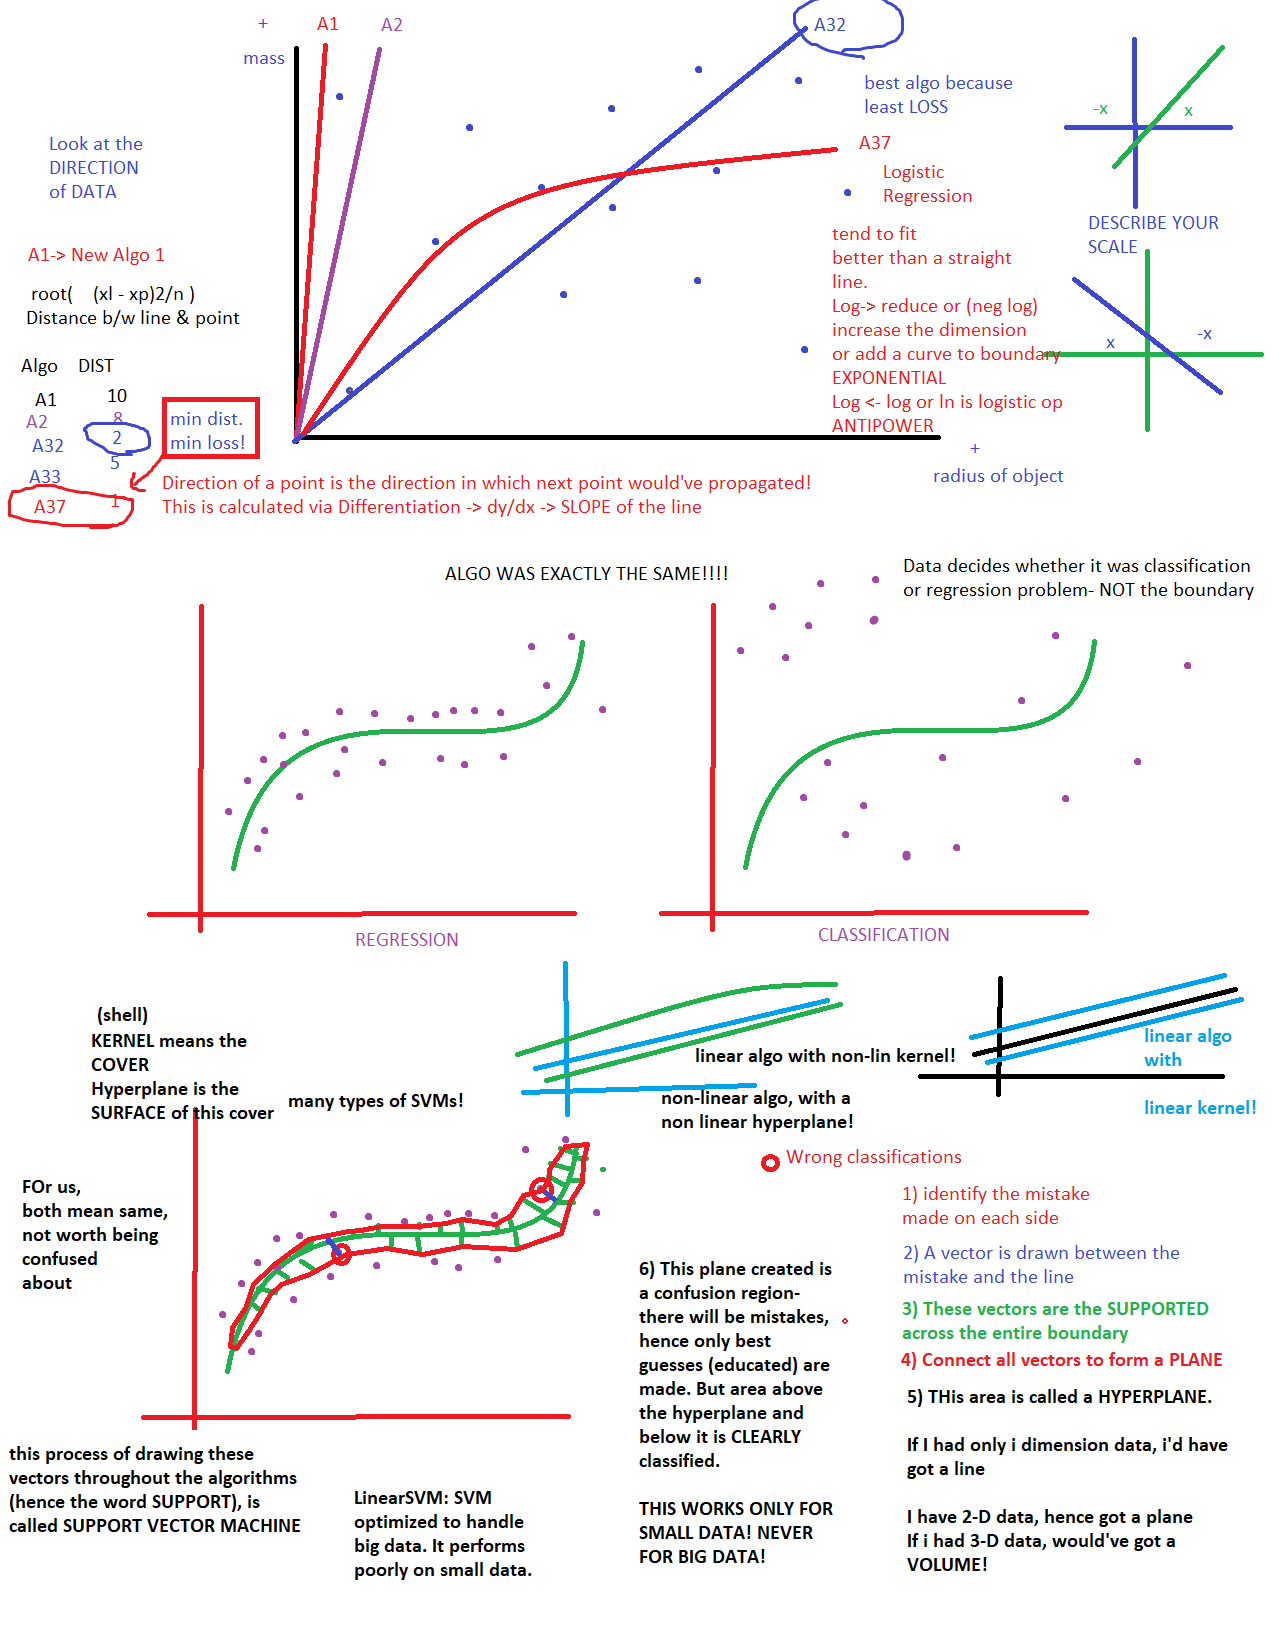 +
A1
A2
mass
A32
best algo because
least LOSS
-x
x
Look at the
DIRECTION
of DATA
A37
Logistic
Regression
DESCRIBE YOUR
SCALE
A1-> New Algo 1
root(    (xl - xp)2/n )
Distance b/w line & point
tend to fit
better than a straight
line.
Log-> reduce or (neg log)
increase the dimension
or add a curve to boundary
EXPONENTIAL
Log <- log or ln is logistic op
ANTIPOWER
x
-x
Algo    DIST
A1    10
A2    8
A32    2
A33    5
A37    1
min dist.
min loss!
+
radius of object
Direction of a point is the direction in which next point would've propagated!
This is calculated via Differentiation -> dy/dx -> SLOPE of the line
ALGO WAS EXACTLY THE SAME!!!!
Data decides whether it was classification
or regression problem- NOT the boundary
REGRESSION
CLASSIFICATION
(shell)
KERNEL means the
COVER
Hyperplane is the
SURFACE of this cover
many types of SVMs!
linear algo with non-lin kernel!
non-linear algo, with a
non linear hyperplane!
linear algo
with
linear kernel!
Wrong classifications
FOr us,
both mean same,
not worth being
confused
about
1) identify the mistake
made on each side
2) A vector is drawn between the
mistake and the line
3) These vectors are the SUPPORTED
across the entire boundary
4) Connect all vectors to form a PLANE
5) THis area is called a HYPERPLANE.
If I had only i dimension data, i'd have
got a line
I have 2-D data, hence got a plane
If i had 3-D data, would've got a
VOLUME!
6) This plane created is
a confusion region-
there will be mistakes,
hence only best
guesses (educated) are
made. But area above
the hyperplane and
below it is CLEARLY
classified.
THIS WORKS ONLY FOR
SMALL DATA! NEVER
FOR BIG DATA!
this process of drawing these
vectors throughout the algorithms
(hence the word SUPPORT), is
called SUPPORT VECTOR MACHINE
LinearSVM: SVM
optimized to handle
big data. It performs
poorly on small data.